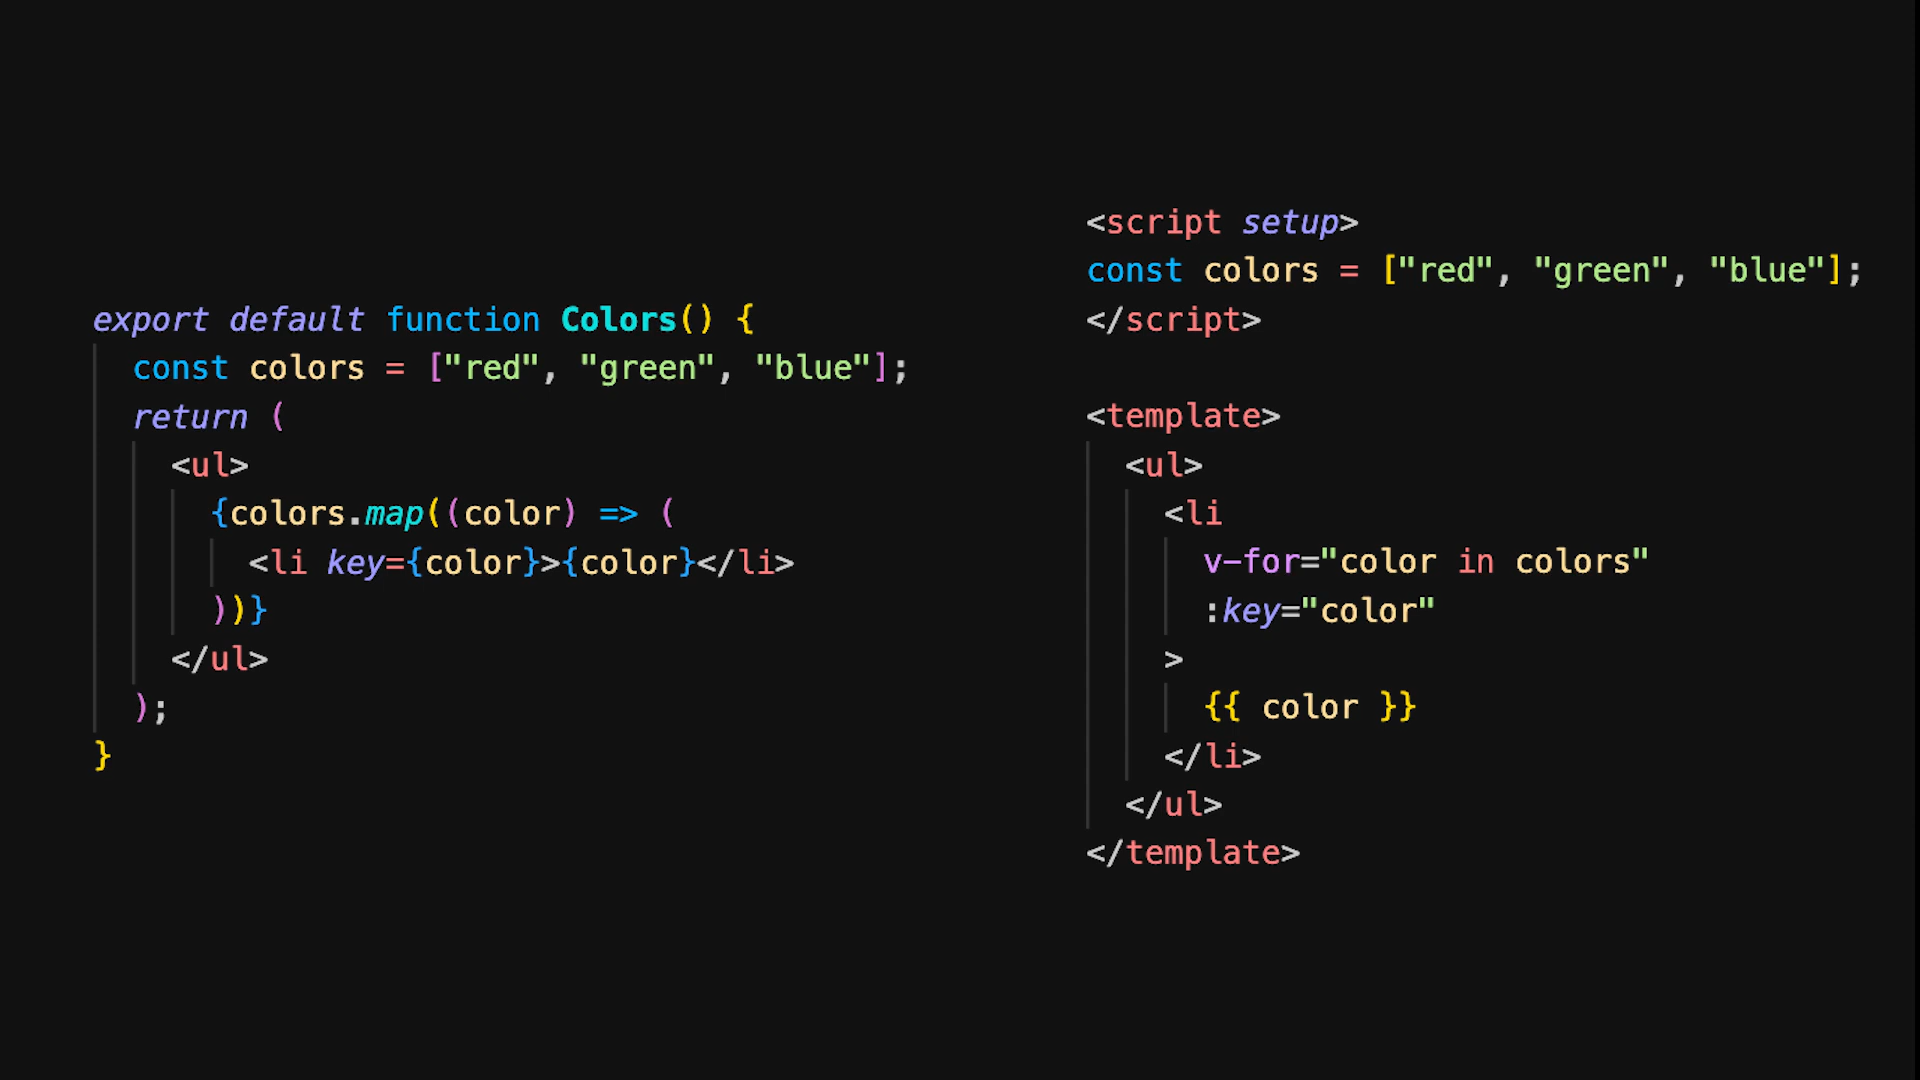 export default function Colors() {
  const colors = ["red", "green", "blue"];
  return (
    <ul>
      {colors.map((color) => (
        <li key={color}>{color}</li>
      ))}
    </ul>
  );
}
<script setup>
const colors = ["red", "green", "blue"];
</script>

<template>
  <ul>
    <li
      v-for="color in colors"
      :key="color"
    >
      {{ color }}
    </li>
  </ul>
</template>